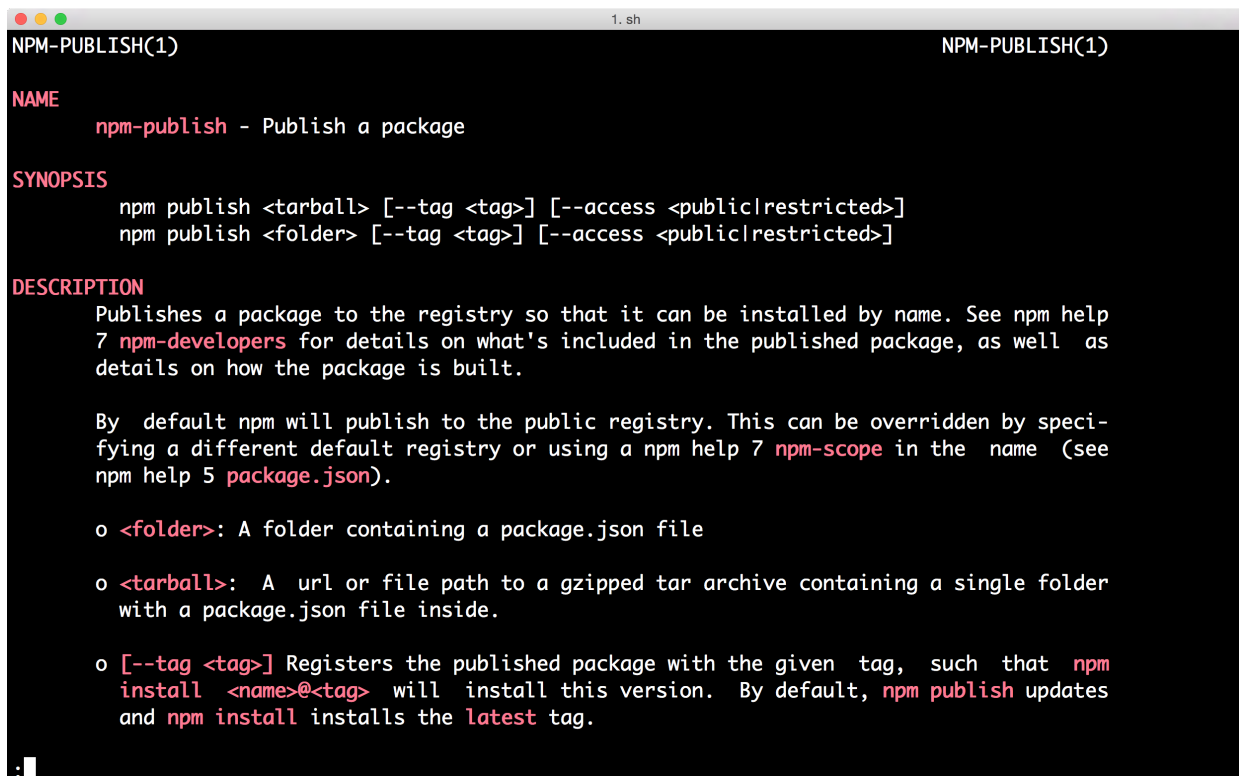 1. sh
NPM-PUBLISH(1) NPM-PUBLISH(1)
NAME
npm-publish - Publish a package
SYNOPSIS
npm publish <tarball> [--tag <tag>] [--access <public|restricted>]
npm publish <folder> [--tag <tag>] [--access <public|restricted>]
DESCRIPTION
Publishes a package to the registry so that it can be installed by name. See npm help
7 npm-developers for details on what's included in the published package, as well  as
details on how the package is built.
By  default npm will publish to the public registry. This can be overridden by speci-
fying a different default registry or using a npm help 7 npm-scope in the  name  (see
npm help 5 package.json).
o <folder>: A folder containing a package.json file
o <tarball>:  A  url or file path to a gzipped tar archive containing a single folder
with a package.json file inside.
o [--tag <tag>] Registers the published package with the given  tag,  such  that  npm
install  <name>@<tag>  will  install this version.  By default, npm publish updates
and npm install installs the latest tag.
: